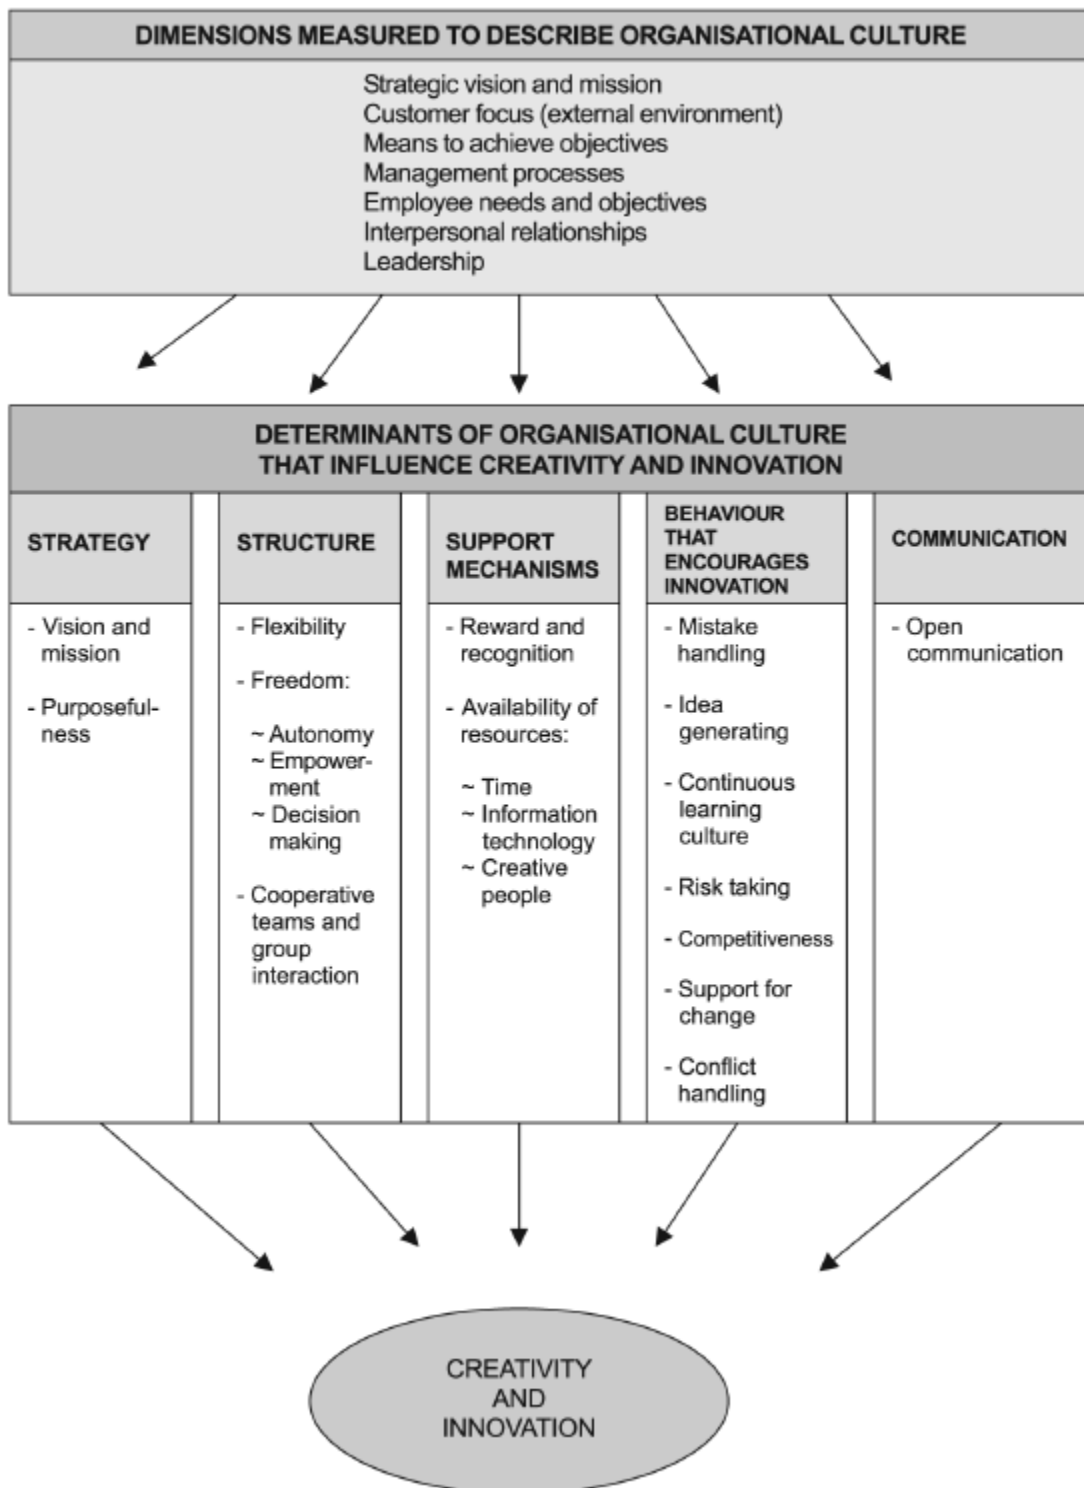 DIMENSIONS MEASURED TO DESCRIBE ORGANISATIONAL CULTURE
Strategic vision and mission
Customer focus (external environment)
Means to achieve objectives
Management processes
Employee needs and objectives
Interpersonal relationships
Leadership
DETERMINANTS OF ORGANISATIONAL CULTURE
THAT INFLUENCE CREATIVITY AND INNOVATION
STRATEGY
- Vision and
mission
- Purposeful-
ness
STRUCTURE
- Flexibility
- Freedom:
~ Autonomy
~ Empower-
ment
~ Decision
making
- Cooperative
teams and
group
interaction
SUPPORT
MECHANISMS
- Reward and
recognition
- Availability of
resources:
~ Time
~ Information
technology
~ Creative
people
BEHAVIOUR
THAT
ENCOURAGES
INNOVATION
- Mistake
handling
- Idea
generating
- Continuous
learning
culture
- Risk taking
- Competitiveness
- Support for
change
- Conflict
handling
COMMUNICATION
- Open
communication
CREATIVITY
AND
INNOVATION